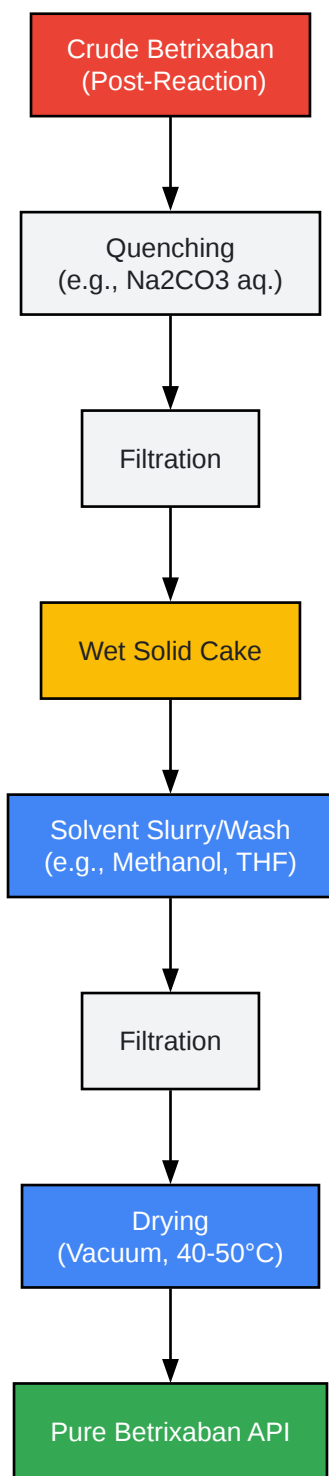 Crude Betrixaban
(Post-Reaction)
Quenching
(e.g., Na2CO3 aq.)
Filtration
Wet Solid Cake
Solvent Slurry/Wash
(e.g., Methanol, THF)
Filtration
Drying
(Vacuum, 40-50°C)
Pure Betrixaban API